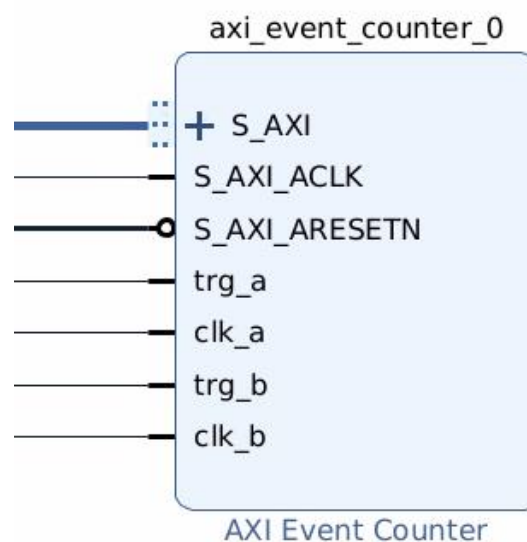 axi_event_counter_0
S_AXI
S_AXI_ACLK
S_AXI_ARESETN
trg_a
clk_a
trg_b
clk_b
AXI Event Counter